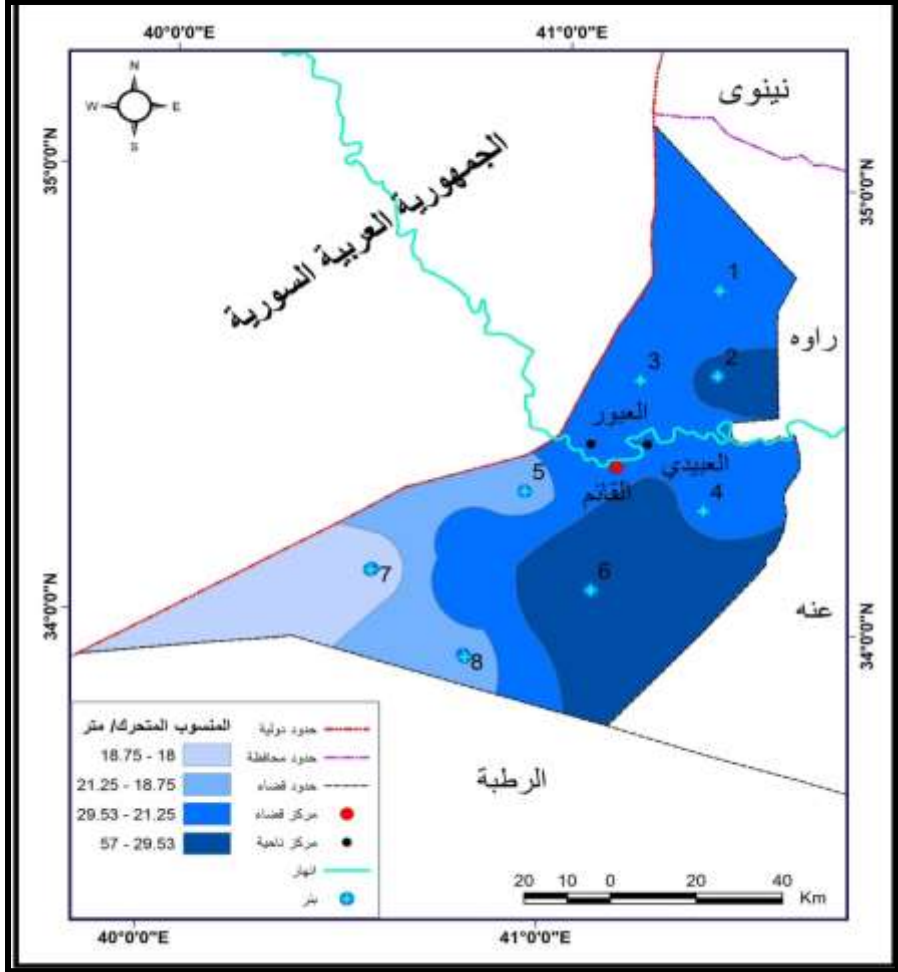 40°0'0"E
41°0'0"E
N
W
E
S
نينوى
35°0'0"N
35°0'0"N
الجمهورية العربية السورية
1
راوه
2
3
العبور
العبيدي
القائم
5
4
7
6
34°0'0"N
34°0'0"N
عنه
8
المنسوب المتحرك/ متر
18.75 - 18
21.25 - 18.75
29.53 - 21.25
57 - 29.53
حدود دولية
حدود محافظة
حدود قضاء
مركز قضاء
مركز ناحية
انهار
بئر
الرطبة
20 10 0 20 40
Km
40°0'0"E
41°0'0"E